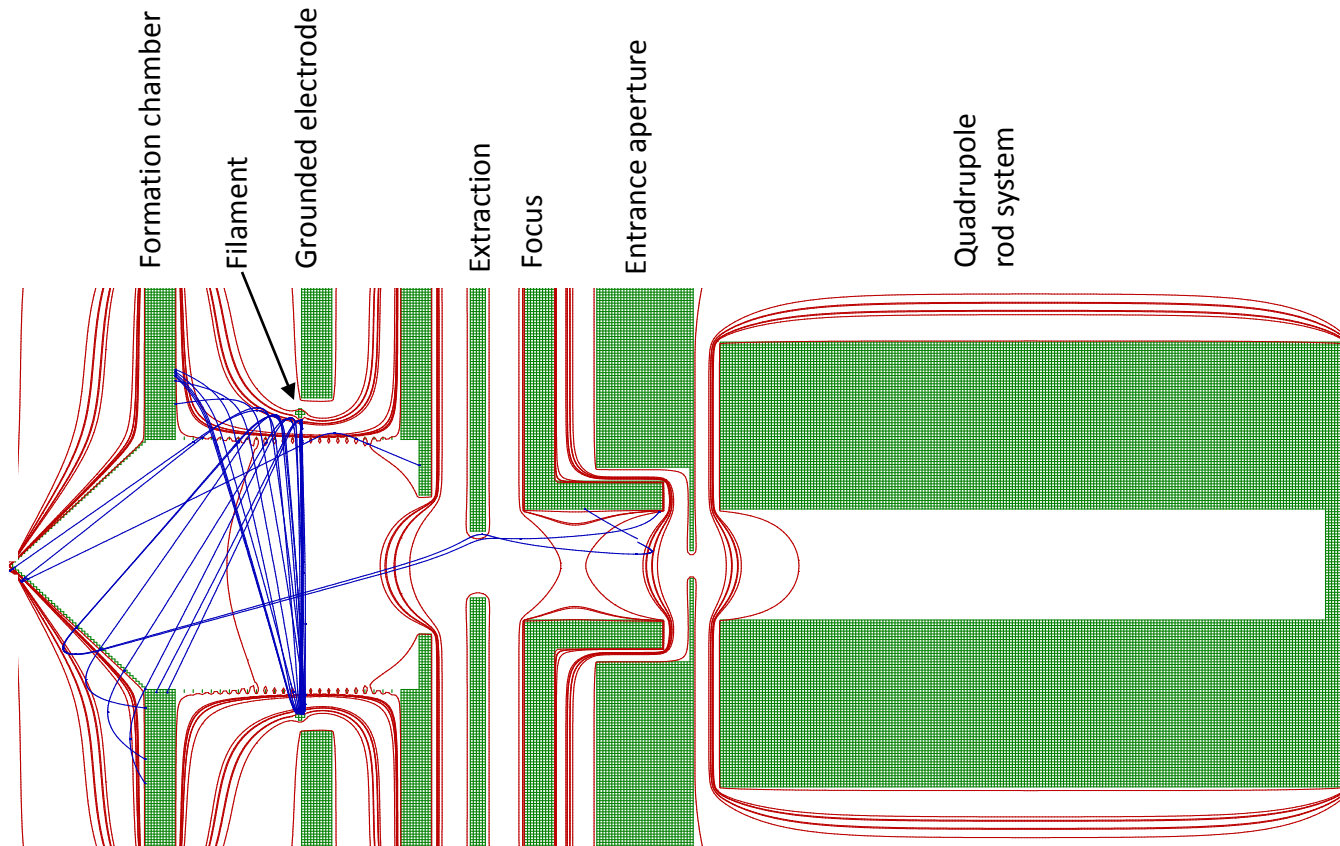 Formation chamber
Filament
Grounded electrode
Extraction
Focus
Entrance aperture
Quadrupole
rod system